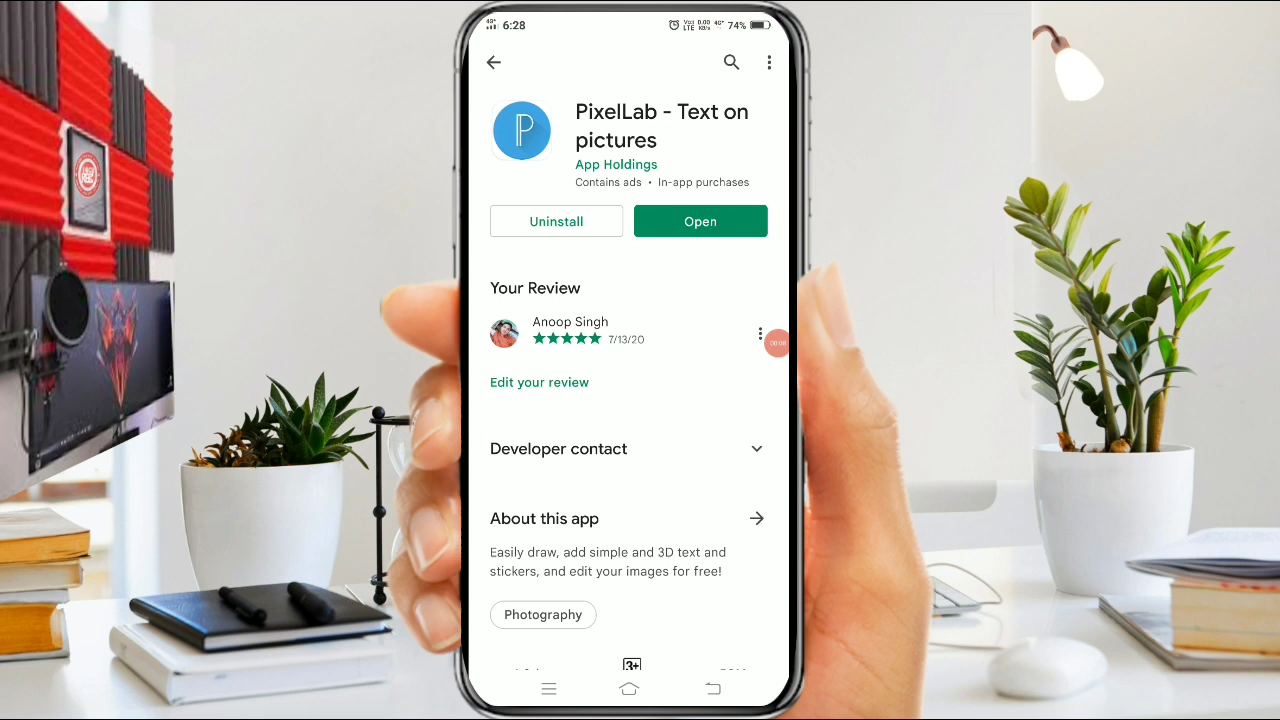 6:28
74%
PixelLab - Text on
pictures
App Holdings
Contains ads • In-app purchases
Uninstall
Open
Your Review
Anoop Singh
7/13/20
Edit your review
Developer contact
About this app
Easily draw, add simple and 3D text and
stickers, and edit your images for free!
Photography
3+